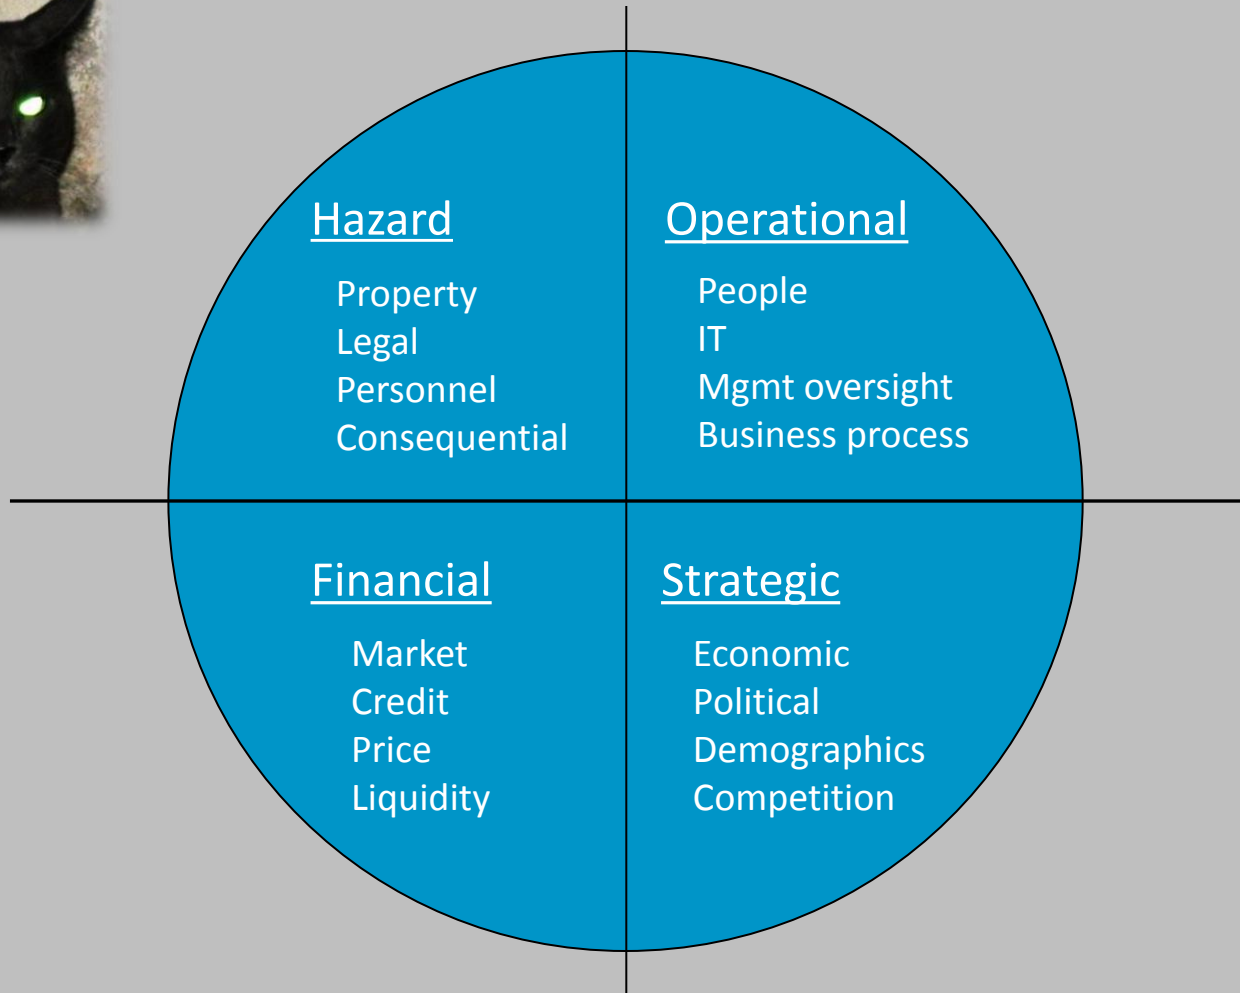 Hazard
Property
Legal
Personnel
Consequential
Operational
People
IT
Mgmt oversight
Business process
Financial
Market
Credit
Price
Liquidity
Strategic
Economic
Political
Demographics
Competition